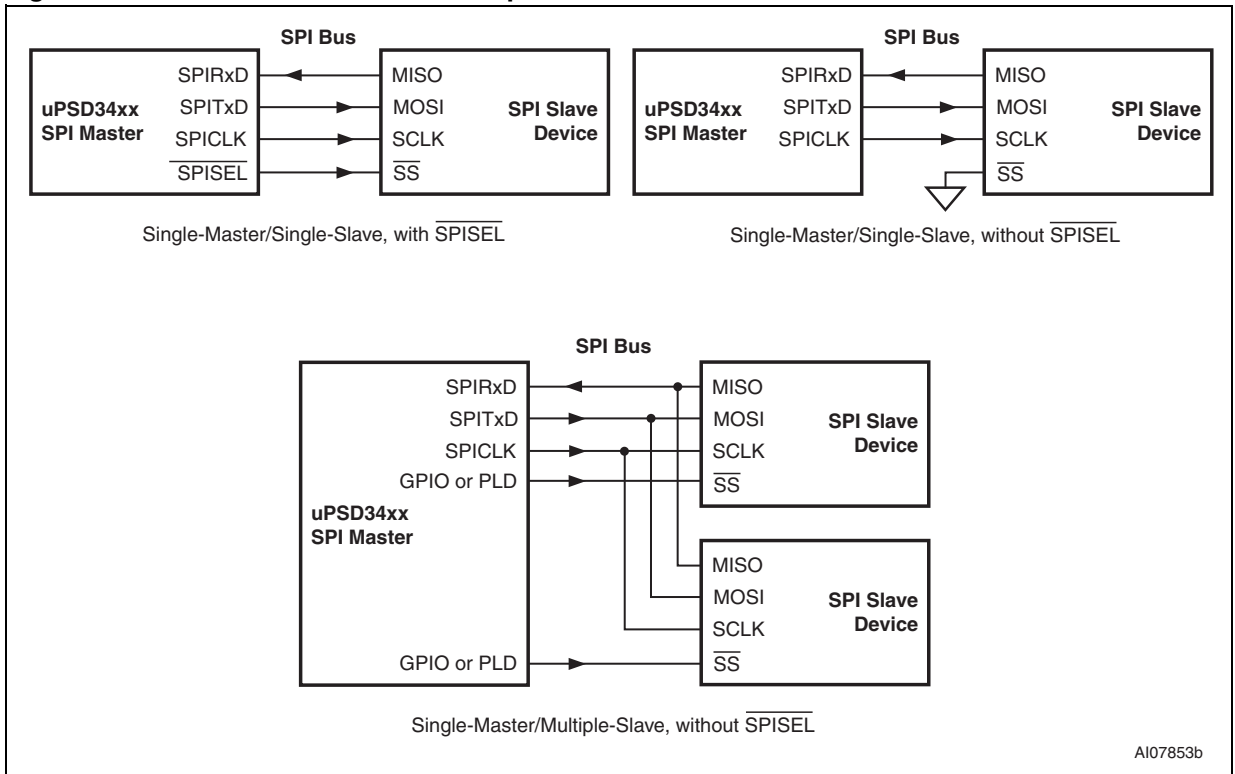 SPI Bus
uPSD34xx
SPI Master
SPIRxD
SPITxD
SPICLK
SPISEL
MISO
MOSI
SCLK
SS
SPI Slave
Device
Single-Master/Single-Slave, with SPISEL
SPI Bus
uPSD34xx
SPI Master
SPIRxD
SPITxD
SPICLK
MISO
MOSI
SCLK
SS
SPI Slave
Device
Single-Master/Single-Slave, without SPISEL
SPI Bus
SPIRxD
SPITxD
SPICLK
GPIO or PLD
uPSD34xx
SPI Master
GPIO or PLD
MISO
MOSI
SCLK
SS
SPI Slave
Device
MISO
MOSI
SCLK
SS
SPI Slave
Device
Single-Master/Multiple-Slave, without SPISEL
AI07853b